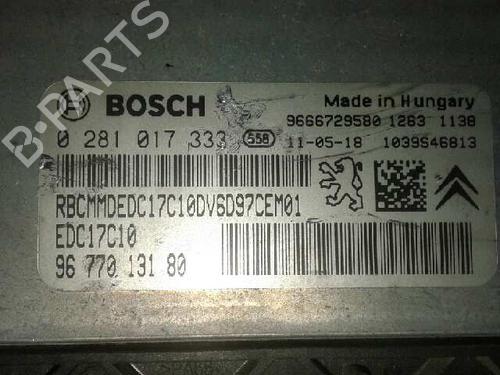 BOSCH
Made in Hungary
9666729580 1283 1138
0 281 017 333 558 11-05-18 1039S46813
RBCMMDEDC17C10DV6D97CEM01
EDC17C10
96 770 131 80
B-PARTS